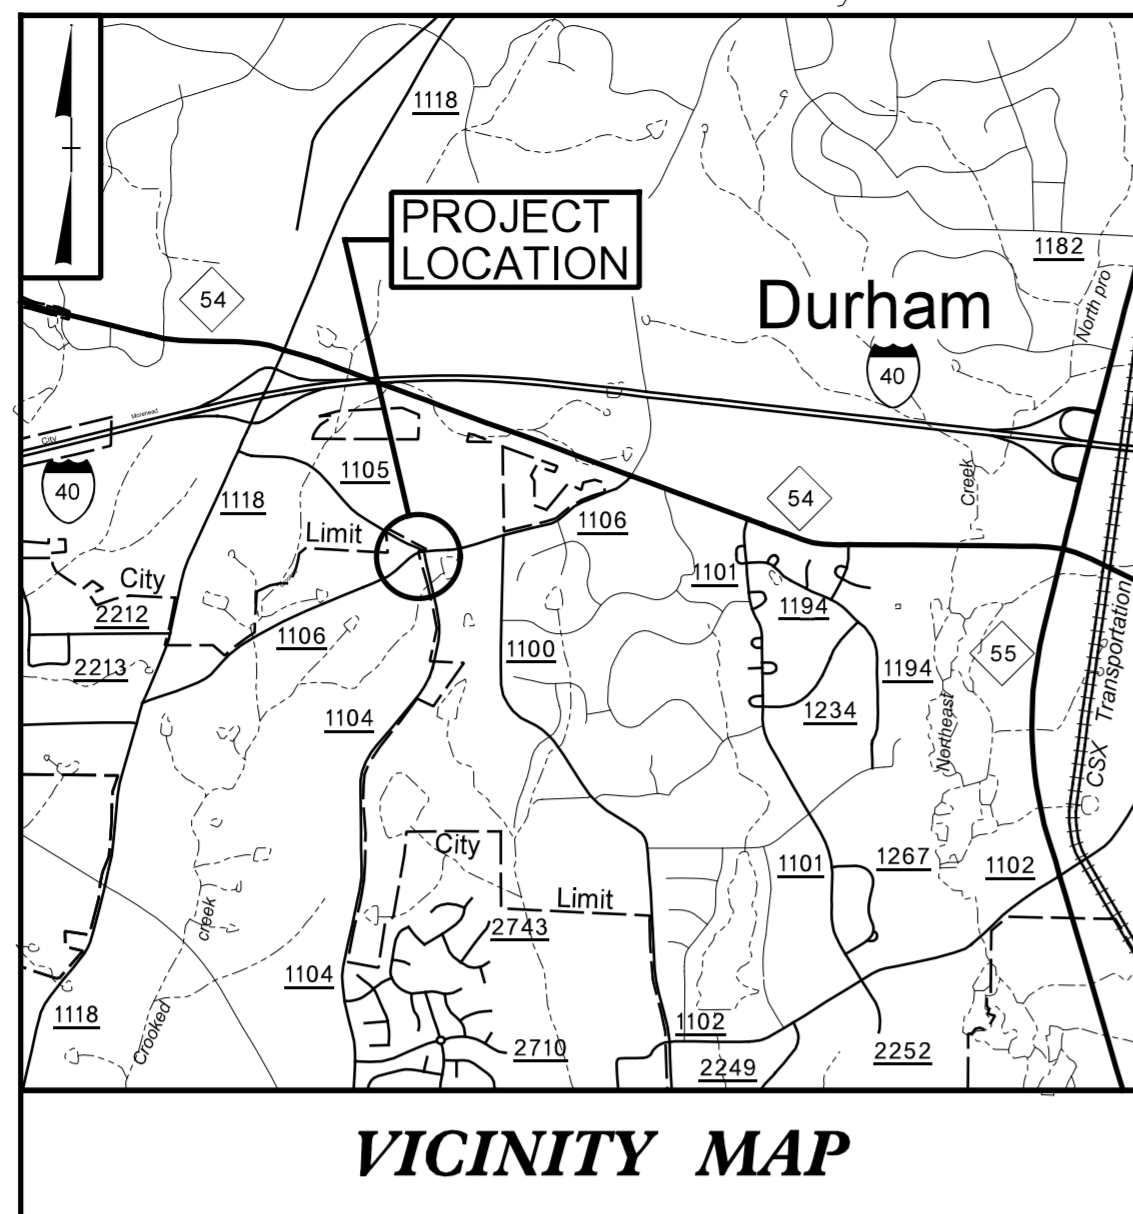 1118
PROJECT
LOCATION
1182
54
Durham
North pro
40
Morehead
City
1105
40
1118
54
Creek
Limit
1106
City
1101
2212
1194
1106
1100
55
2213
1194
Transportation
1104
1234
Northeast
CSX
City
1101
1267
1102
Limit
2743
creek
1104
1118
1102
Crooked
2710
2252
2249
VICINITY MAP